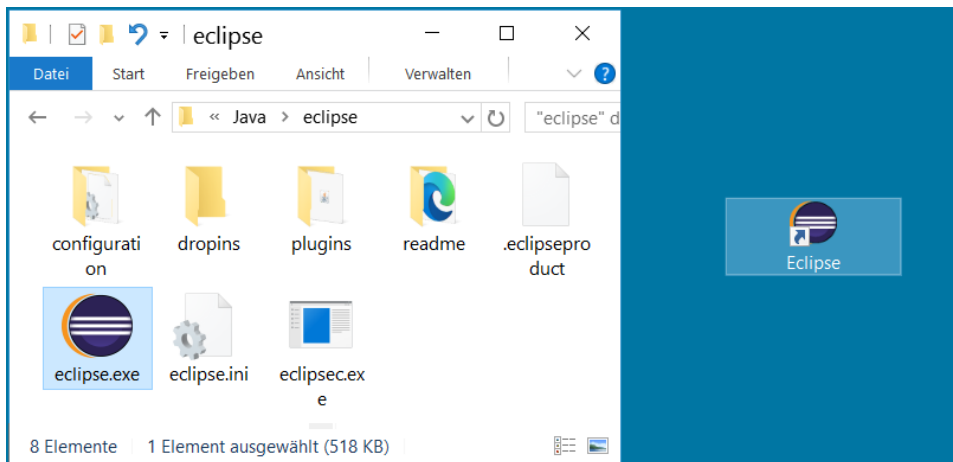 eclipse
Datei Start Freigeben Ansicht Verwalten ?
« Java > eclipse "eclipse" d
configurati
on
dropins
plugins
readme
.eclipsepro
duct
Eclipse
eclipse.exe
eclipse.ini
eclipsec.ex
e
8 Elemente 1 Element ausgewählt (518 KB)